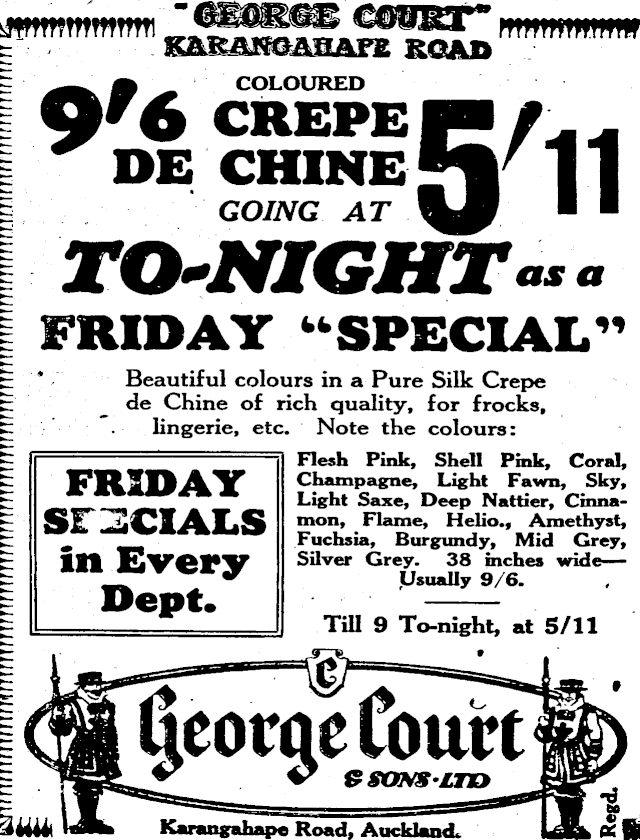 "GEORGE COURT"
KARANGAHAPE ROAD
COLOURED
9'6 CREPE
DE CHINE
GOING AT
5'11
TO-NIGHT as a
FRIDAY "SPECIAL"
Beautiful colours in a Pure Silk Crepe
de Chine of rich quality, for frocks,
lingerie, etc. Note the colours:
FRIDAY
SPECIALS
in Every
Dept.
Flesh Pink, Shell Pink, Coral,
Champagne, Light Fawn, Sky,
Light Saxe, Deep Nattier, Cinna-
mon, Flame, Helio., Amethyst,
Fuchsia, Burgundy, Mid Grey,
Silver Grey. 38 inches wide—
Usually 9/6.
Till 9 To-night, at 5/11
C
George Court
& SONS·LTD
Karangahape Road, Auckland.
Regd.